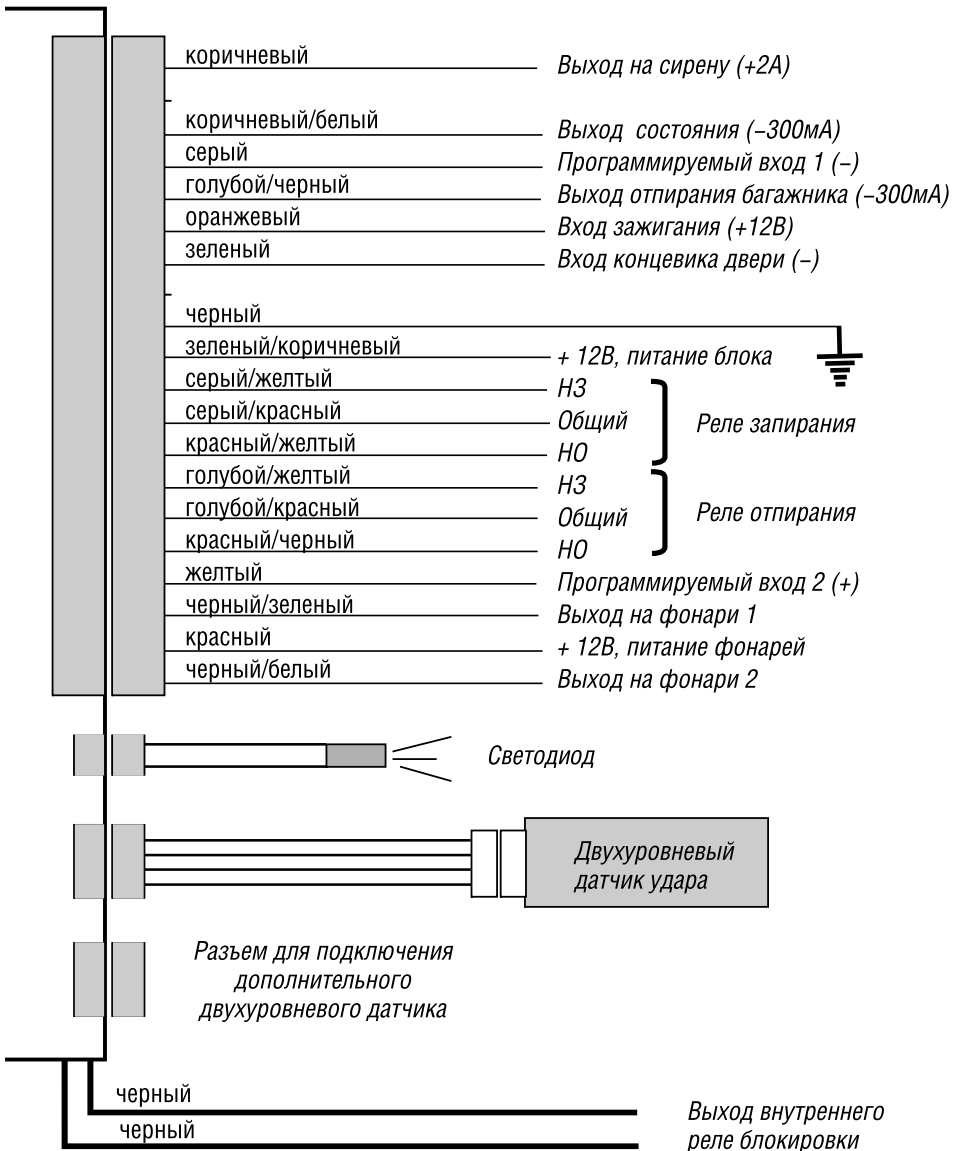 коричневый Выход на сирену (+2А)
коричневый/белый Выход состояния (–300мА)
серый Программируемый вход 1 (–)
голубой/черный Выход отпирания багажника (–300мА)
оранжевый Вход зажигания (+12В)
зеленый Вход концевика двери (–)
черный
зеленый/коричневый + 12В, питание блока
серый/желтый НЗ
серый/красный Общий Реле запирания
красный/желтый НО
голубой/желтый НЗ
голубой/красный Общий Реле отпирания
красный/черный НО
желтый Программируемый вход 2 (+)
черный/зеленый Выход на фонари 1
красный + 12В, питание фонарей
черный/белый Выход на фонари 2
Светодиод
Двухуровневый
датчик удара
Разъем для подключения
дополнительного
двухуровневого датчика
черный
черный
Выход внутреннего
реле блокировки